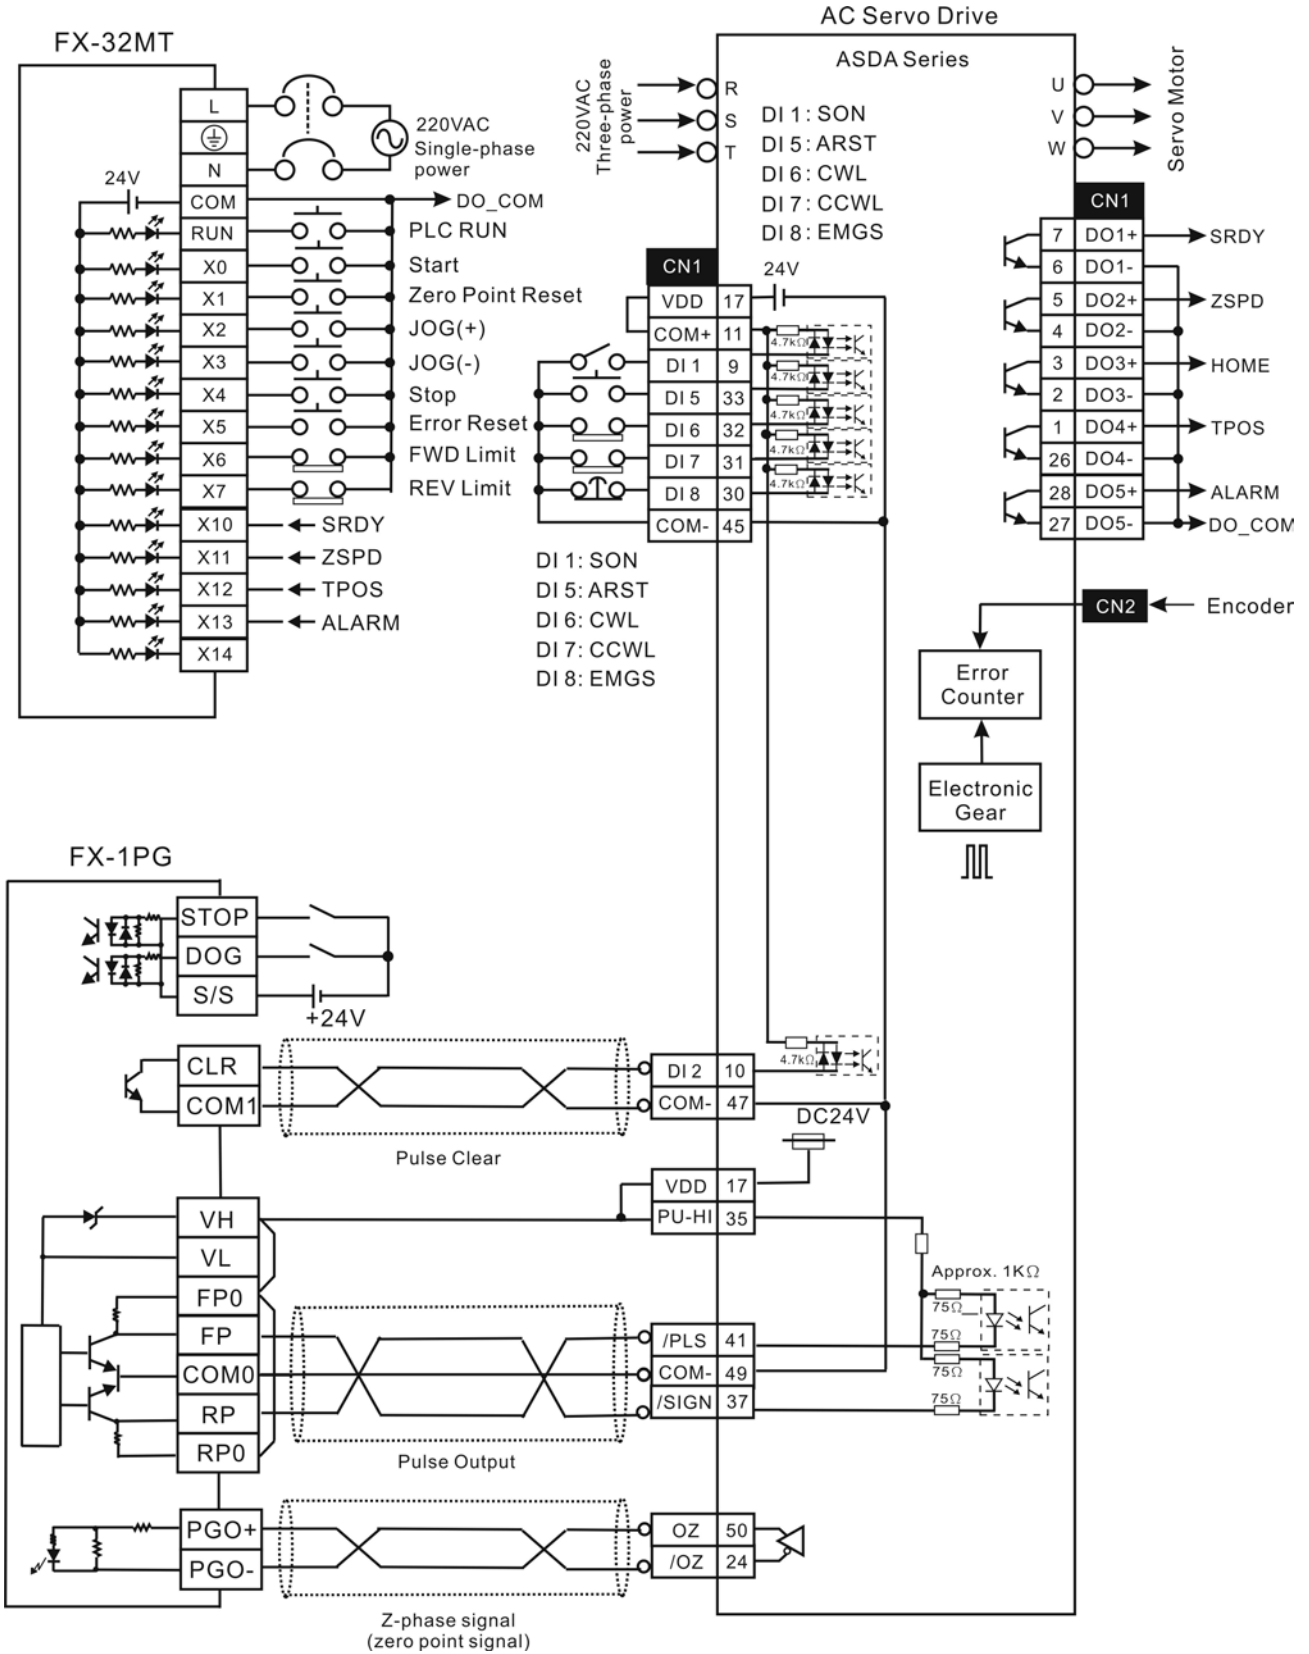 AC Servo Drive
FX-32MT
ASDA Series
L
N
220VAC
Single-phase
power
24V
COM
DO_COM
RUN
PLC RUN
X0
Start
X1
Zero Point Reset
X2
JOG(+)
X3
JOG(-)
X4
Stop
X5
Error Reset
X6
FWD Limit
X7
REV Limit
X10
SRDY
X11
ZSPD
X12
TPOS
X13
ALARM
X14
220VAC
Three-phase
power
R
S
T
DI 1: SON
DI 5: ARST
DI 6: CWL
DI 7: CCWL
DI 8: EMGS
U
V
W
Servo Motor
CN1
24V
VDD 17
COM+ 11
DI 1 9
DI 5 33
DI 6 32
DI 7 31
DI 8 30
COM- 45
4.7kΩ
4.7kΩ
4.7kΩ
4.7kΩ
4.7kΩ
DI 1: SON
DI 5: ARST
DI 6: CWL
DI 7: CCWL
DI 8: EMGS
CN1
7 DO1+ SRDY
6 DO1-
5 DO2+ ZSPD
4 DO2-
3 DO3+ HOME
2 DO3-
1 DO4+ TPOS
26 DO4-
28 DO5+ ALARM
27 DO5- DO_COM
CN2
Encoder
Error
Counter
Electronic
Gear
FX-1PG
STOP
DOG
S/S
+24V
CLR
COM1
Pulse Clear
DI 2 10
COM- 47
4.7kΩ
DC24V
VDD 17
PU-HI 35
VH
VL
FP0
FP
COM0
RP
RP0
Pulse Output
/PLS 41
COM- 49
/SIGN 37
Approx. 1KΩ
75Ω
75Ω
75Ω
75Ω
PGO+
PGO-
OZ 50
/OZ 24
Z-phase signal
(zero point signal)